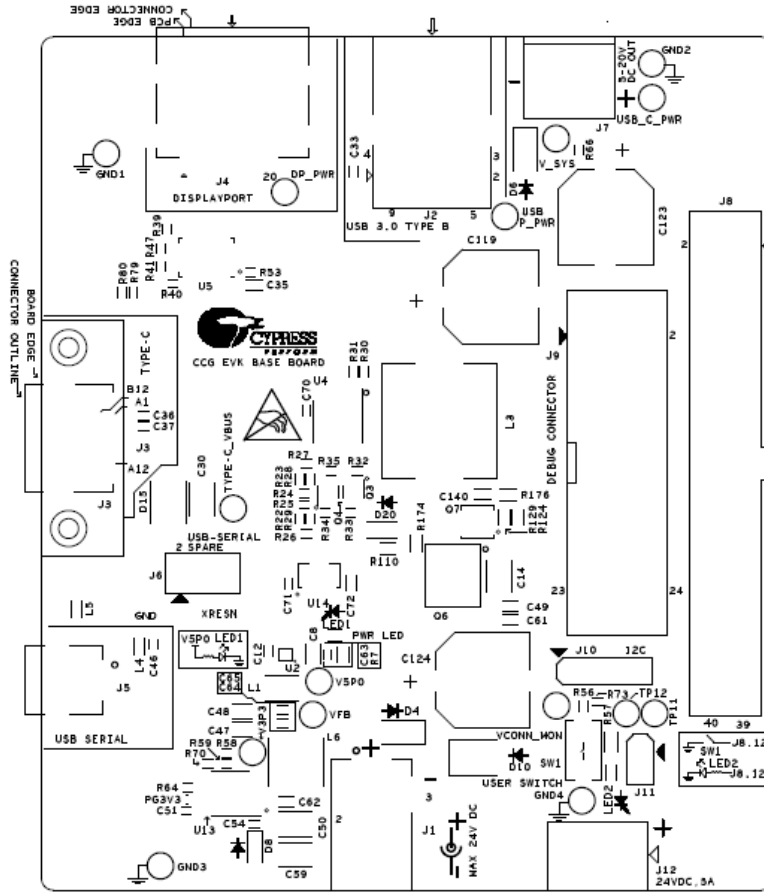 CONNECTOR EDGE
PCB EDGE
GND2
5-20V
DC OUT
USB_C_PWR
J7
V_SYS
R66
D6
USB
P_PWR
C33
4
3
2
9
J2
5
USB 3.0 TYPE B
GND1
J4
20
DP_PWR
DISPLAYPORT
C123
J8
2
C119
R39
R47
R41
R80
R79
R40
U5
R53
C35
CYPRESS
PERFORM
CCG EVK BASE BOARD
BOARD EDGE
CONNECTOR OUTLINE
TYPE-C
B12
A1
C36
C37
J3
A12
J3
D15
C30
TYPE-C_VBUS
R31
R30
U4
C70
L3
J9
2
DEBUG CONNECTOR
23
24
R27
R23
R28
R24
R25
R22
R29
R26
R35
R32
Q3
Q4
R34
R33
D20
R110
R174
C140
R176
Q7
R129
R124
Q6
C14
C49
C61
USB-SERIAL
2 SPARE
J6
C71
U14
C72
LED1
L5
GND
XRESN
V5P0
LED1
L4
C46
J5
USB SERIAL
C12
U2
C8
PWR LED
C63
R7
C65
C64
L1
V5P0
C48
C47
V3P3
VFB
C124
D4
L6
R59
R58
R70
R64
PG3V3
C51
U13
C54
D8
C62
C50
C59
2
3
J1
MAX 24V DC
J10
I2C
R56
R73
TP12
TP11
R57
VCONN_MON
SW1
D10
USER SWITCH
GND4
LED2
J11
40
39
SW1
J8.12
LED2
J8.12
J12
24VDC,5A
GND3